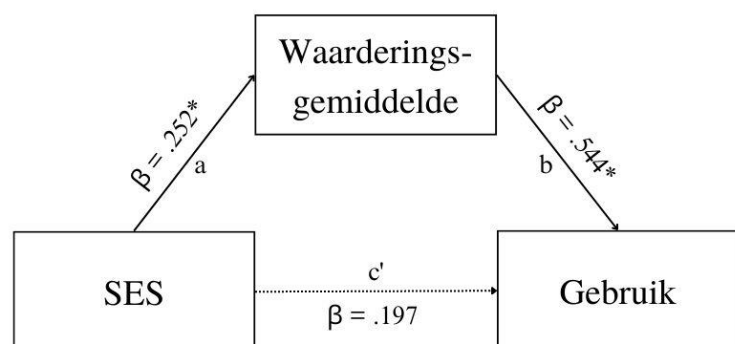 Waarderings-
gemiddelde
β = .252*
a
β = .544*
b
SES
c'
β = .197
Gebruik